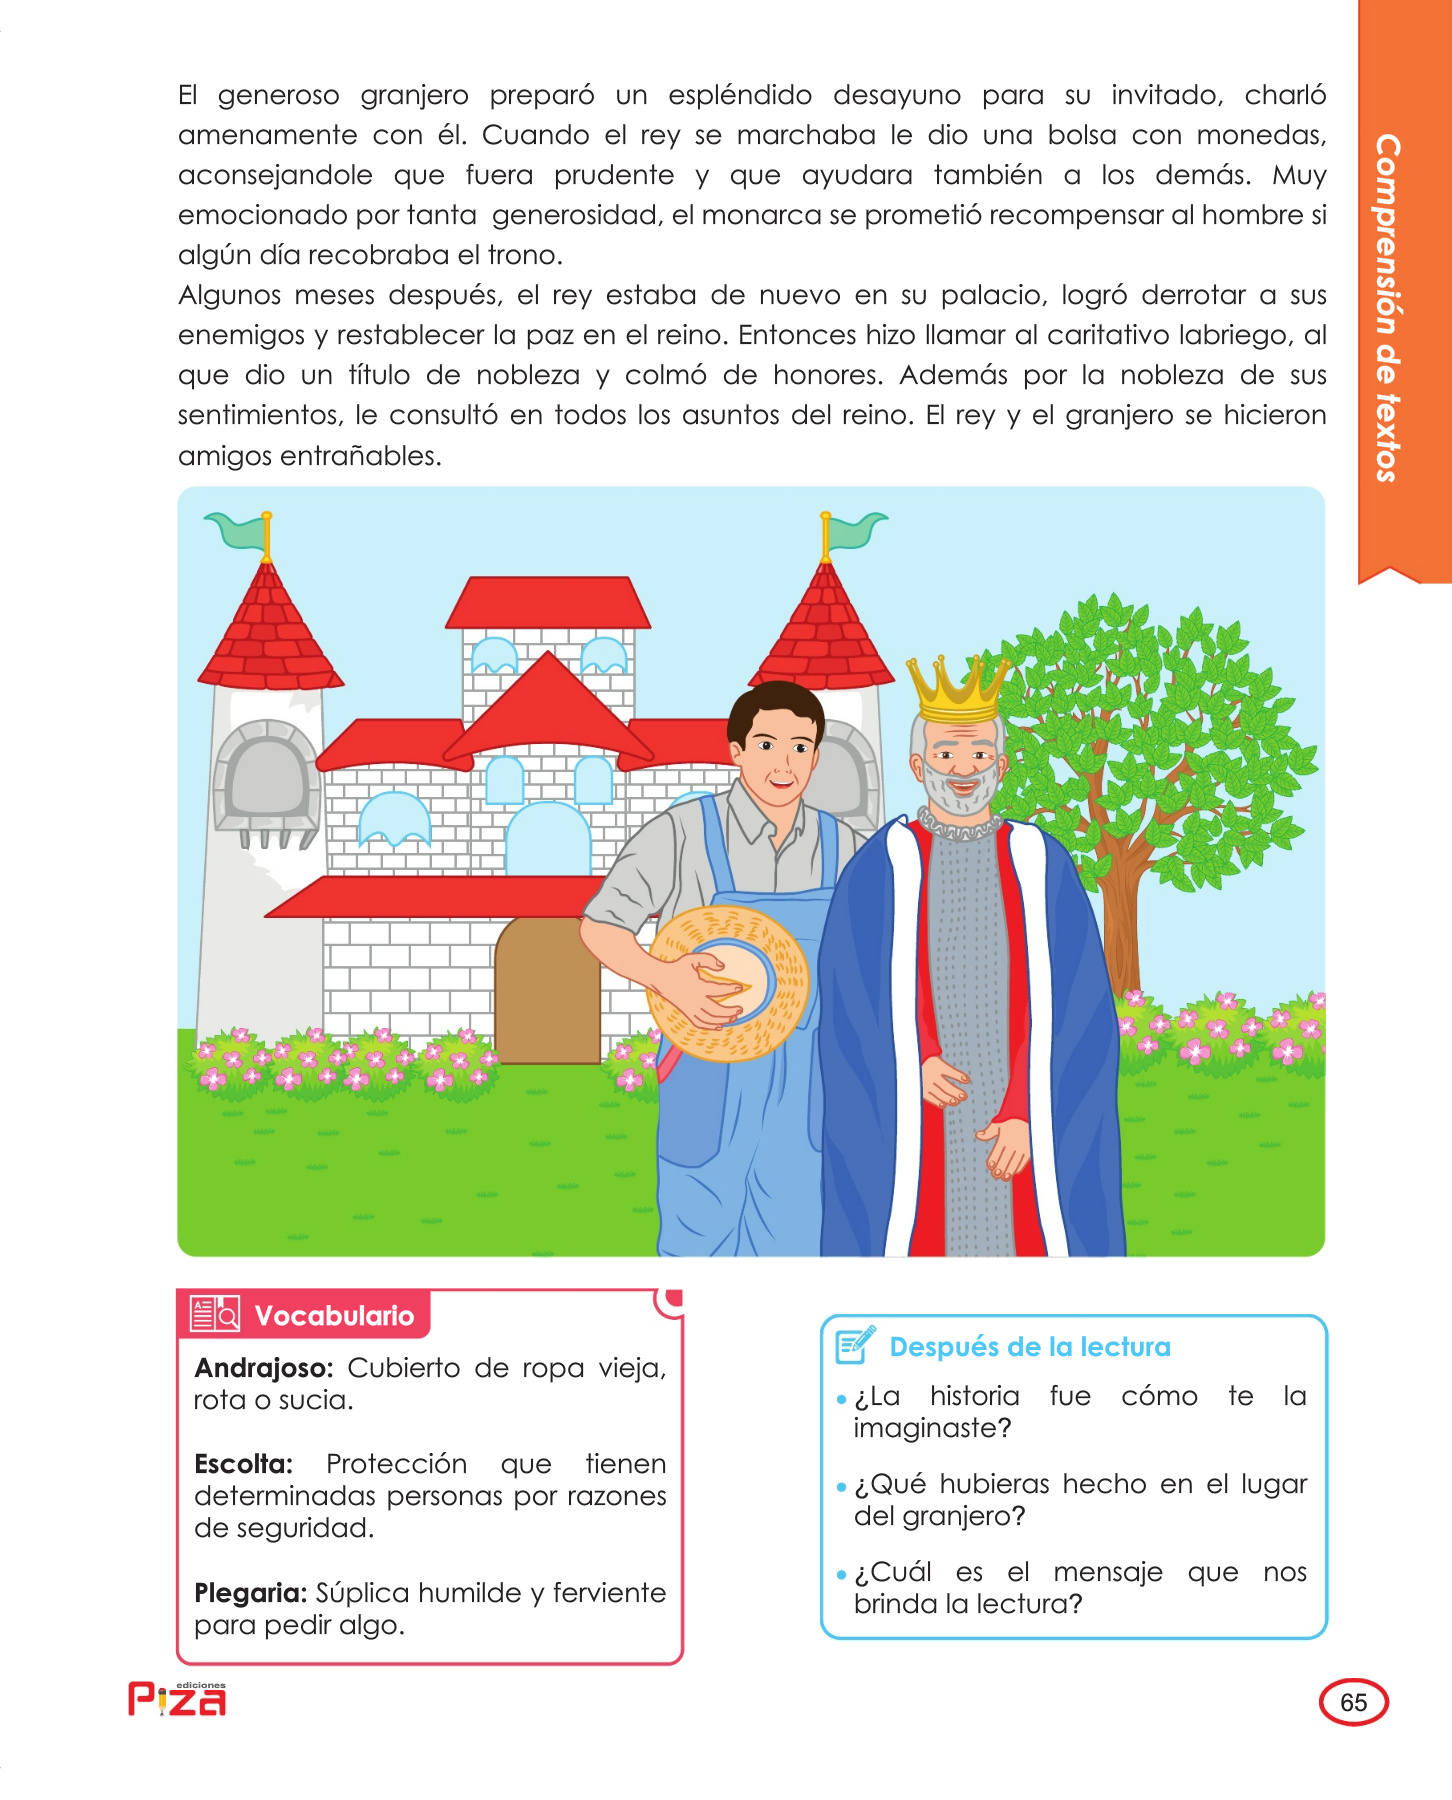 El generoso granjero preparó un espléndido desayuno para su invitado, charló
amenamente con él. Cuando el rey se marchaba le dio una bolsa con monedas,
aconsejandole que fuera prudente y que ayudara también a los demás. Muy
emocionado por tanta generosidad, el monarca se prometió recompensar al hombre si
algún día recobraba el trono.
Algunos meses después, el rey estaba de nuevo en su palacio, logró derrotar a sus
enemigos y restablecer la paz en el reino. Entonces hizo llamar al caritativo labriego, al
que dio un título de nobleza y colmó de honores. Además por la nobleza de sus
sentimientos, le consultó en todos los asuntos del reino. El rey y el granjero se hicieron
amigos entrañables.
Comprensión de textos
Vocabulario
Andrajoso: Cubierto de ropa vieja,
rota o sucia.
Escolta: Protección que tienen
determinadas personas por razones
de seguridad.
Plegaria: Súplica humilde y ferviente
para pedir algo.
Después de la lectura
• ¿La historia fue cómo te la
imaginaste?
• ¿Qué hubieras hecho en el lugar
del granjero?
• ¿Cuál es el mensaje que nos
brinda la lectura?
ediciones
Piza
65